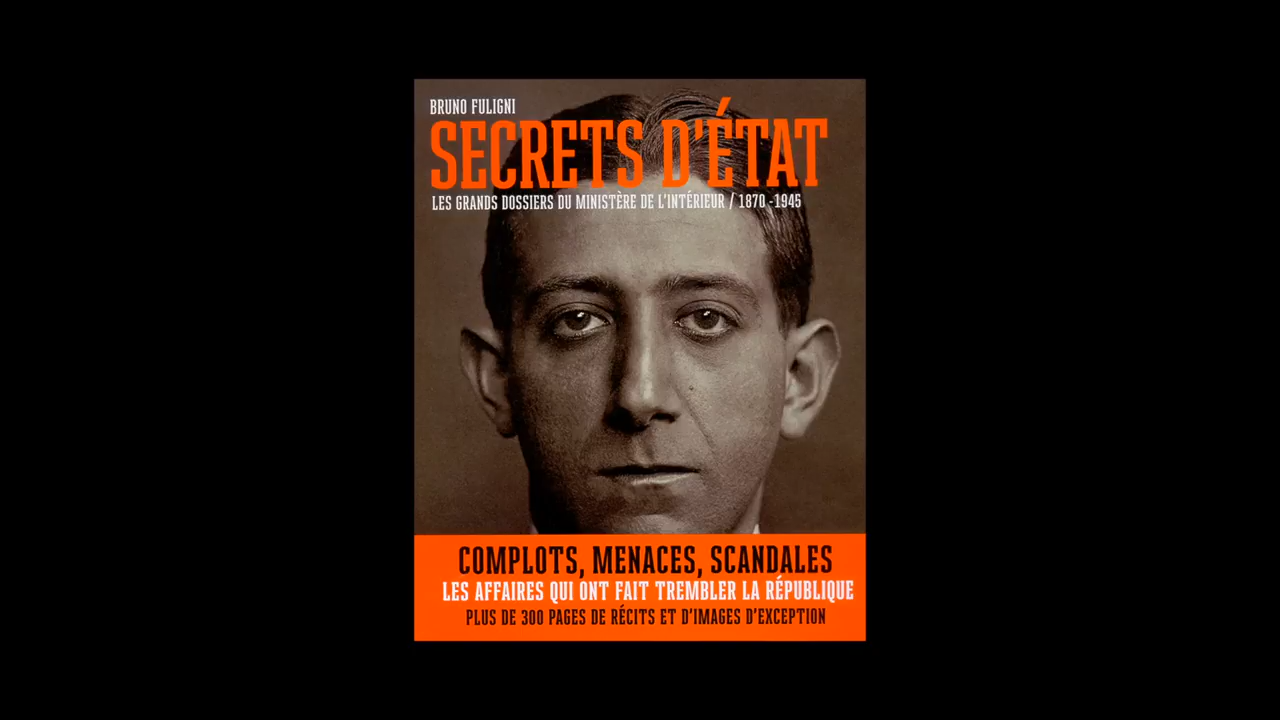 BRUNO FULIGNI
SECRETS D'ÉTAT
LES GRANDS DOSSIERS DU MINISTÈRE DE L'INTÉRIEUR / 1870 -1945
COMPLOTS, MENACES, SCANDALES
LES AFFAIRES QUI ONT FAIT TREMBLER LA RÉPUBLIQUE
PLUS DE 300 PAGES DE RÉCITS ET D'IMAGES D'EXCEPTION